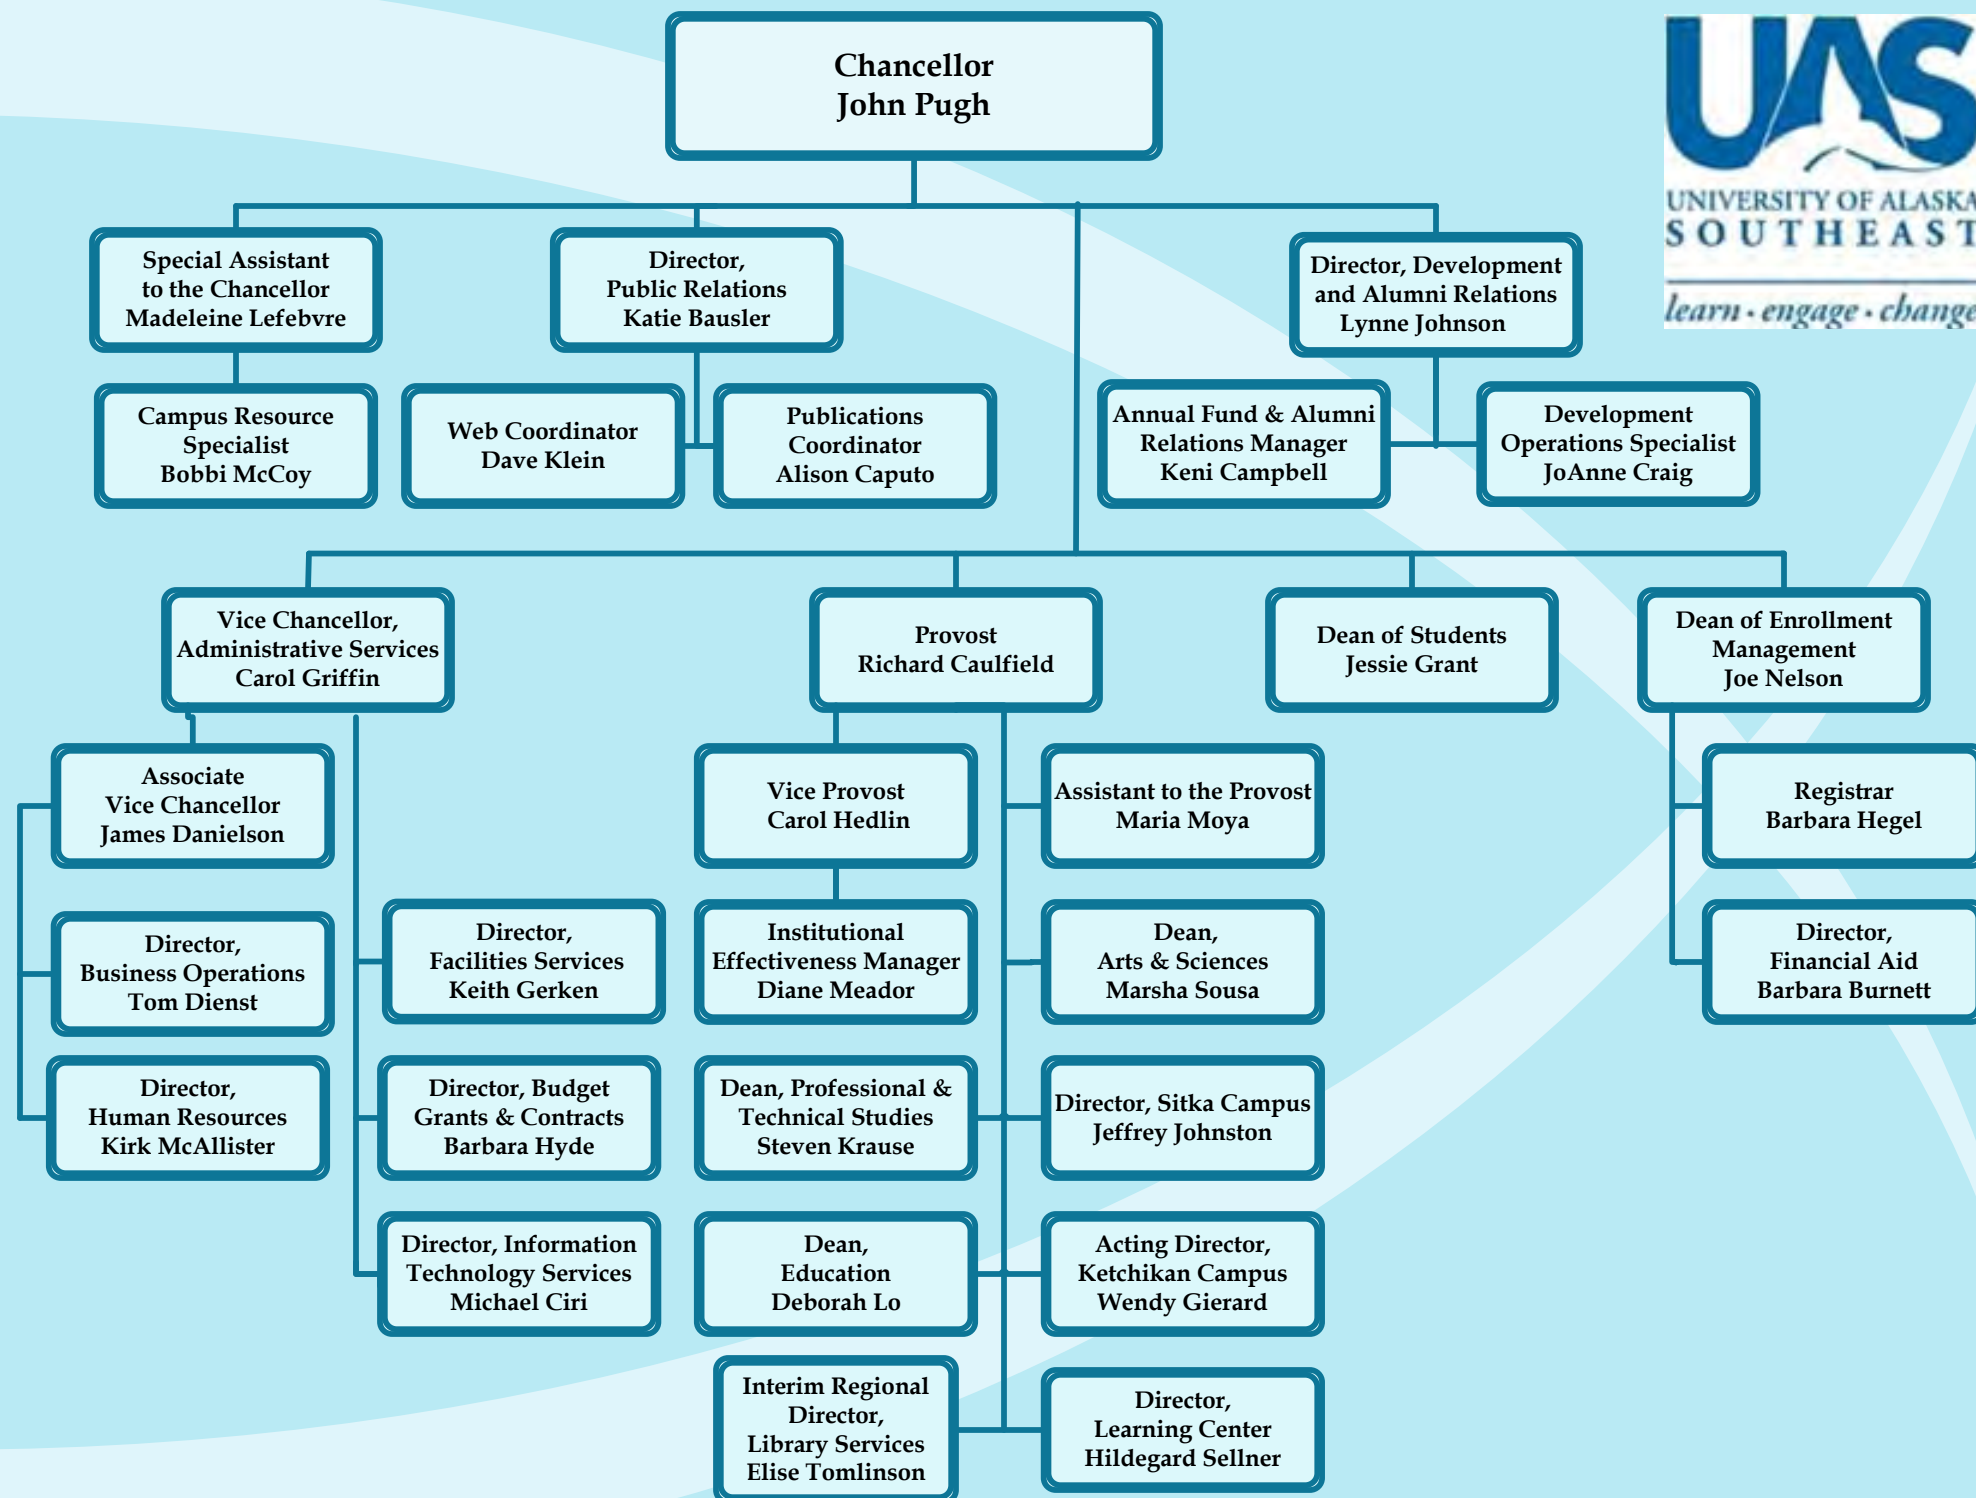 Chancellor
John Pugh
UAS
UNIVERSITY OF ALASKA
SOUTHEAST
learn · engage · change
Special Assistant
to the Chancellor
Madeleine Lefebvre
Director,
Public Relations
Katie Bausler
Director, Development
and Alumni Relations
Lynne Johnson
Campus Resource
Specialist
Bobbi McCoy
Web Coordinator
Dave Klein
Publications
Coordinator
Alison Caputo
Annual Fund & Alumni
Relations Manager
Keni Campbell
Development
Operations Specialist
JoAnne Craig
Vice Chancellor,
Administrative Services
Carol Griffin
Provost
Richard Caulfield
Dean of Students
Jessie Grant
Dean of Enrollment
Management
Joe Nelson
Associate
Vice Chancellor
James Danielson
Vice Provost
Carol Hedlin
Assistant to the Provost
Maria Moya
Registrar
Barbara Hegel
Director,
Business Operations
Tom Dienst
Director,
Facilities Services
Keith Gerken
Institutional
Effectiveness Manager
Diane Meador
Dean,
Arts & Sciences
Marsha Sousa
Director,
Financial Aid
Barbara Burnett
Director,
Human Resources
Kirk McAllister
Director, Budget
Grants & Contracts
Barbara Hyde
Dean, Professional &
Technical Studies
Steven Krause
Director, Sitka Campus
Jeffrey Johnston
Director, Information
Technology Services
Michael Ciri
Dean,
Education
Deborah Lo
Acting Director,
Ketchikan Campus
Wendy Gierard
Interim Regional
Director,
Library Services
Elise Tomlinson
Director,
Learning Center
Hildegard Sellner